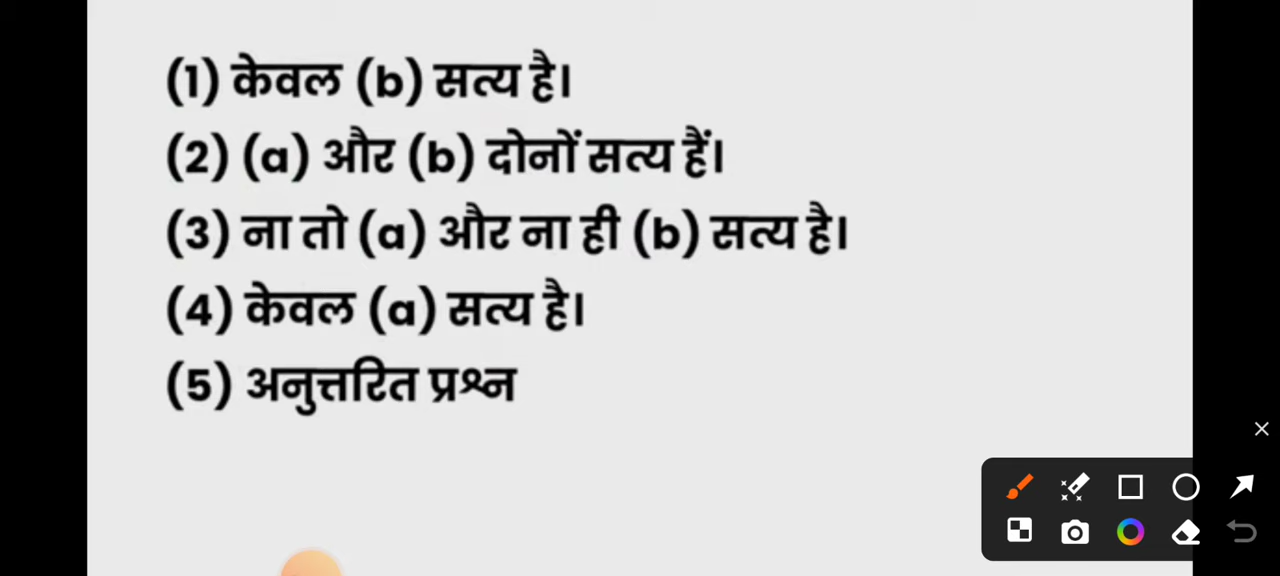 (1) केवल (b) सत्य है।
(2) (a) और (b) दोनों सत्य हैं।
(3) ना तो (a) और ना ही (b) सत्य है।
(4) केवल (a) सत्य है।
(5) अनुत्तरित प्रश्न